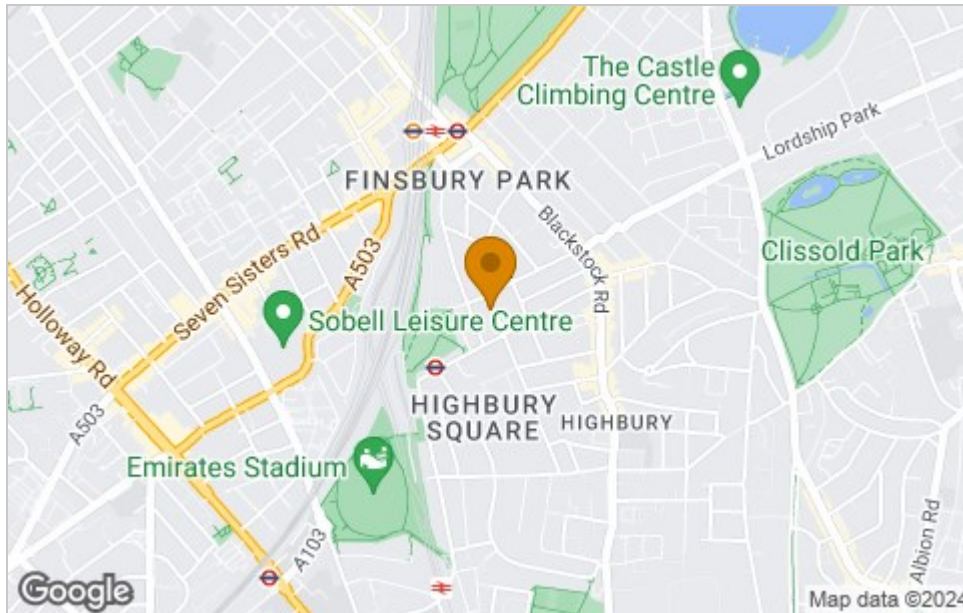 The Castle
Climbing Centre
Lordship Park
FINSBURY PARK
Blackstock Rd
Clissold Park
Seven Sisters Rd
A503
Holloway Rd
Sobell Leisure Centre
HIGHBURY
SQUARE
HIGHBURY
A503
Emirates Stadium
A103
Albion Rd
Google
Map data ©2024